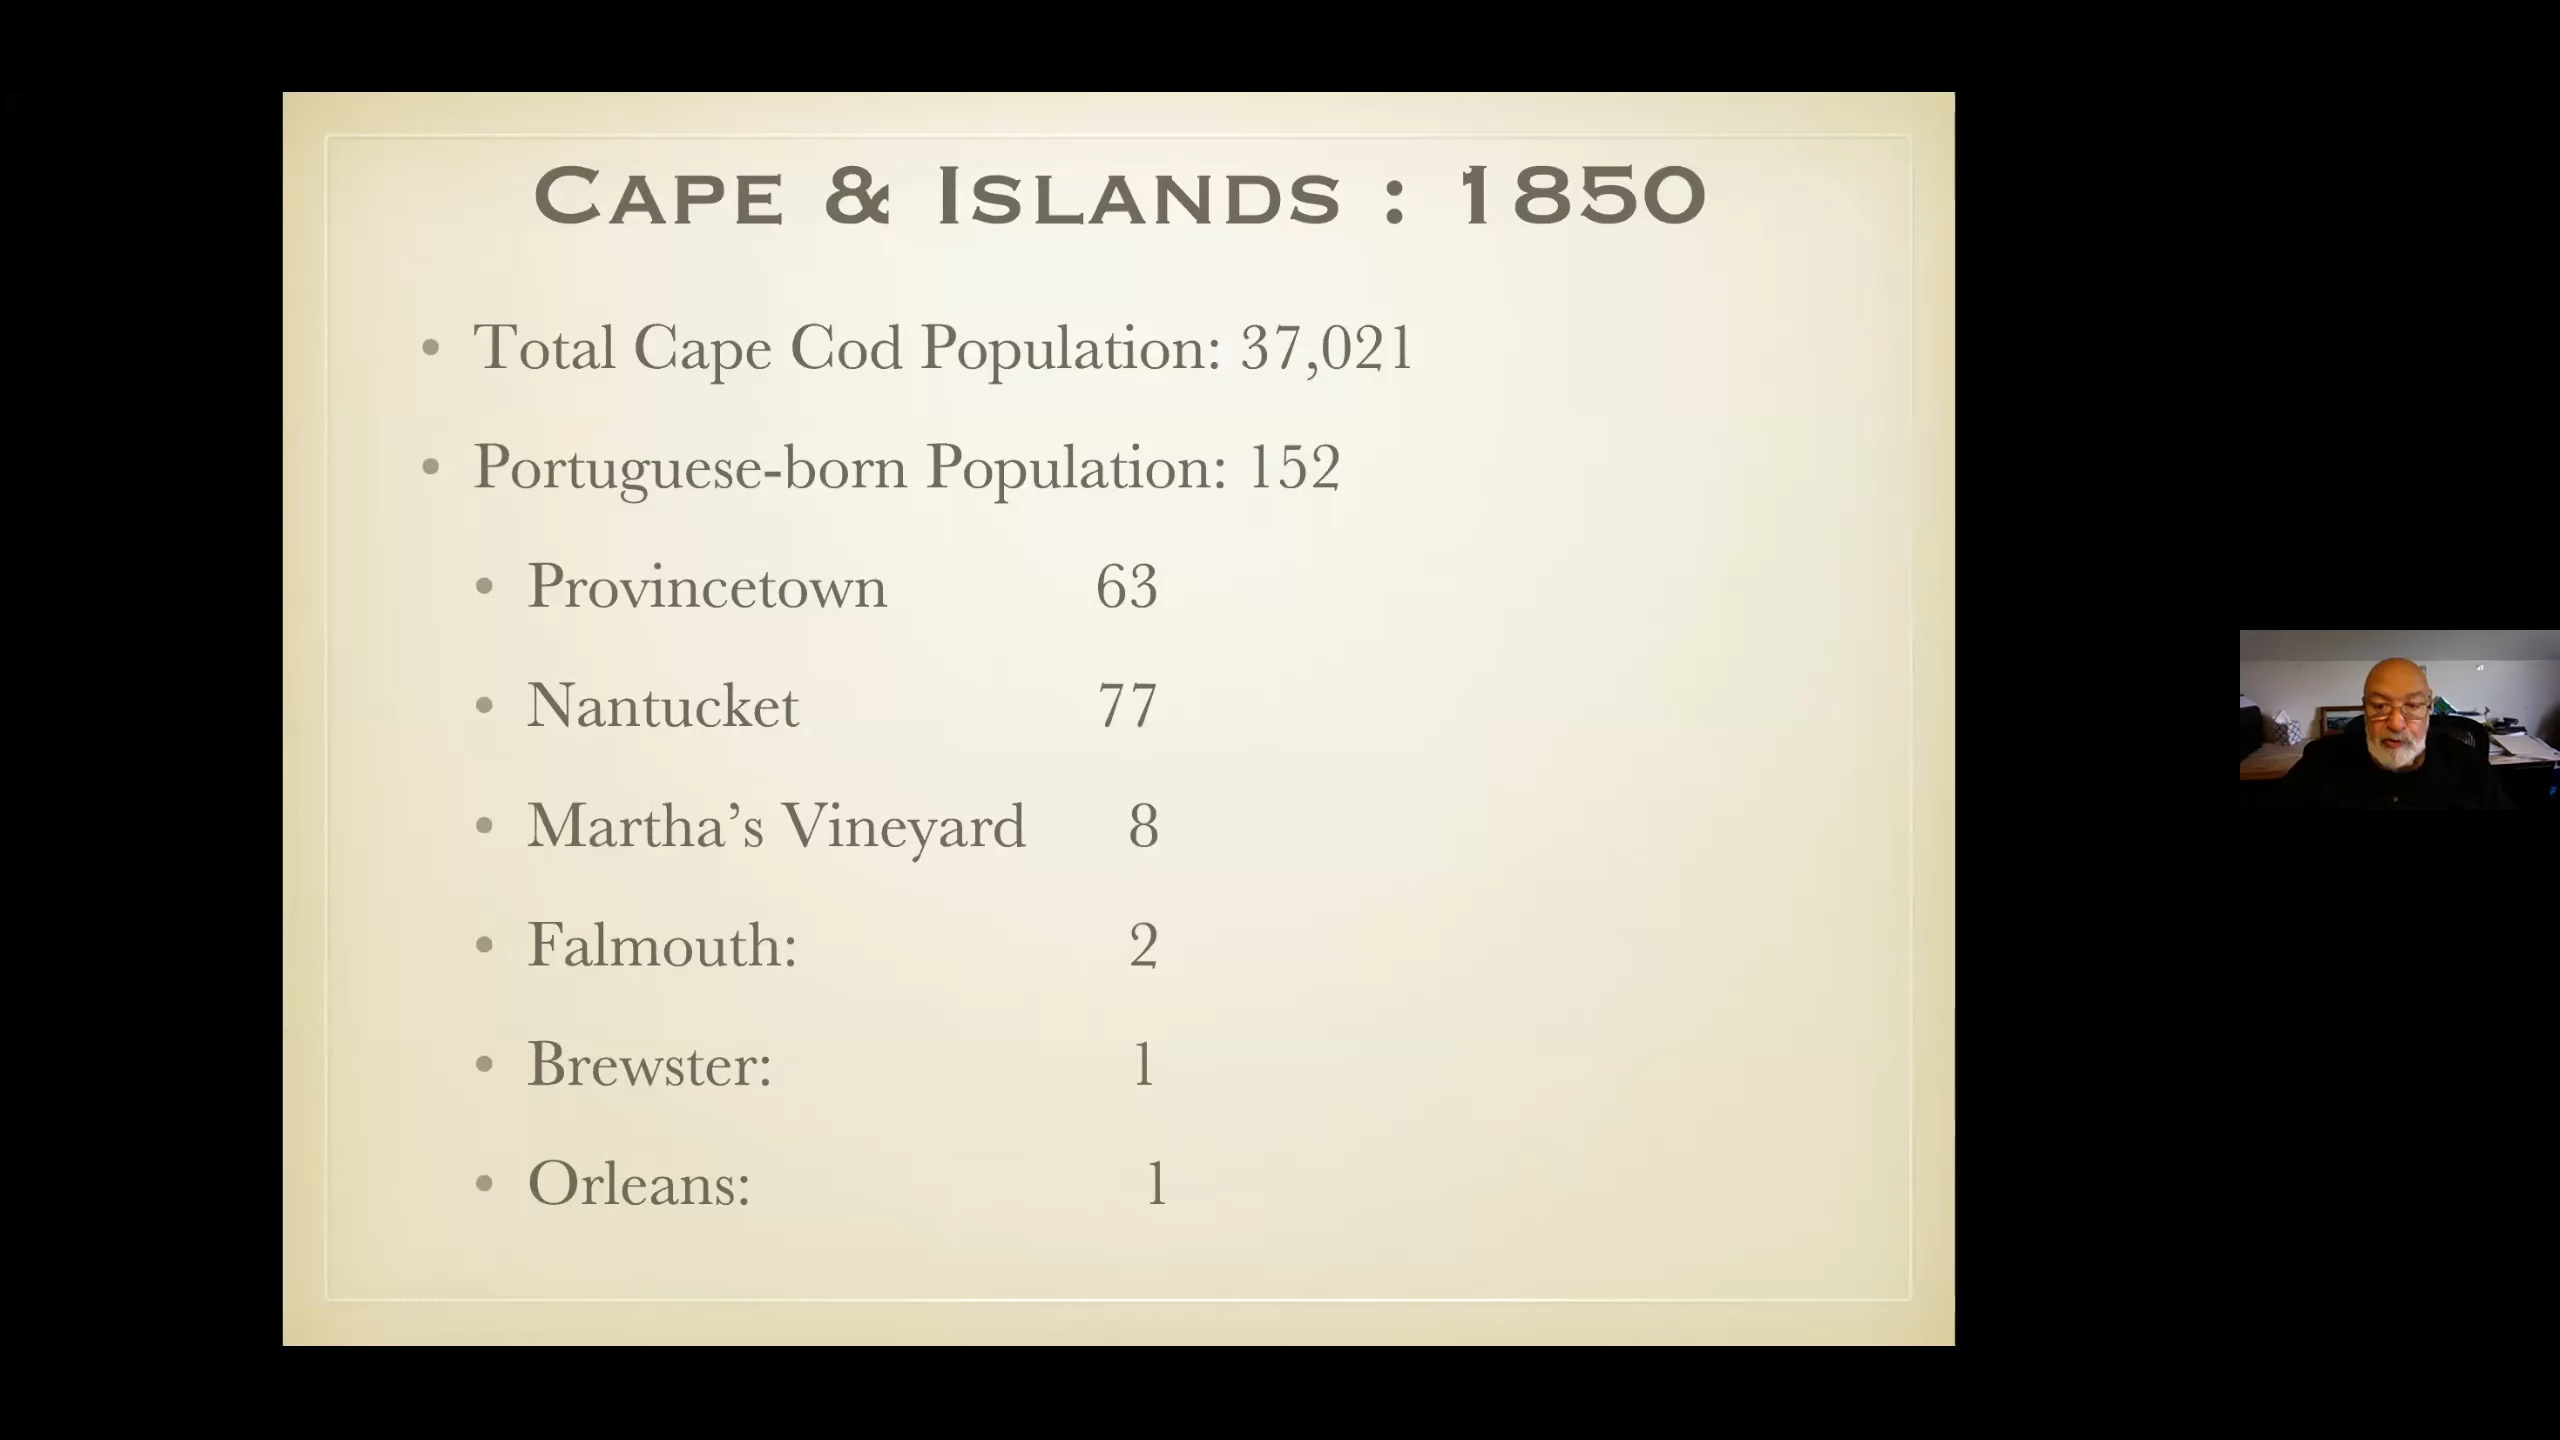 CAPE & ISLANDS : 1850
• Total Cape Cod Population: 37,021
• Portuguese-born Population: 152
• Provincetown 63
• Nantucket 77
• Martha’s Vineyard 8
• Falmouth: 2
• Brewster: 1
• Orleans: 1